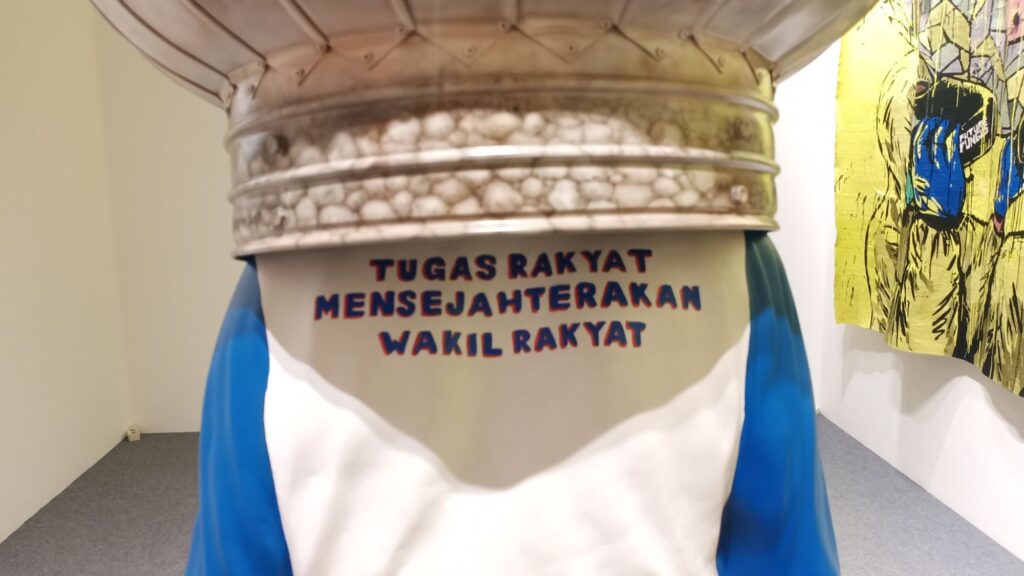 TUGAS RAKYAT
MENSEJAHTERAKAN
WAKIL RAKYAT